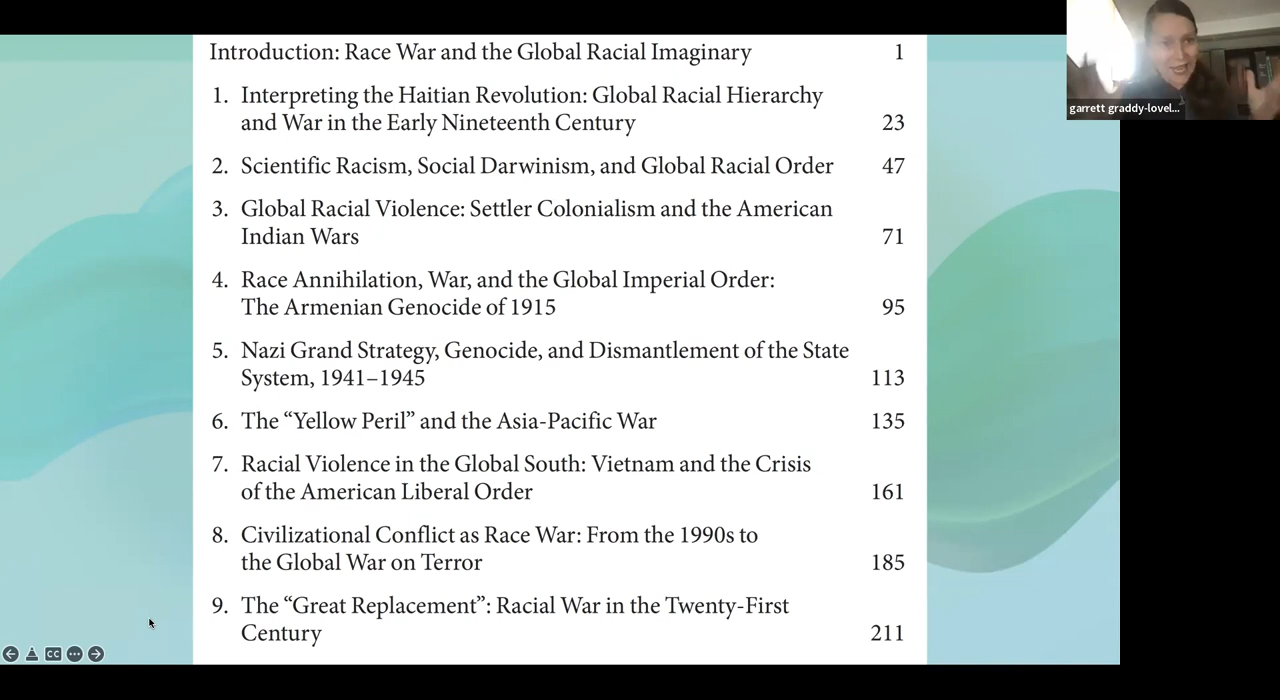 Introduction: Race War and the Global Racial Imaginary 1
1. Interpreting the Haitian Revolution: Global Racial Hierarchy
and War in the Early Nineteenth Century 23
2. Scientific Racism, Social Darwinism, and Global Racial Order 47
3. Global Racial Violence: Settler Colonialism and the American
Indian Wars 71
4. Race Annihilation, War, and the Global Imperial Order:
The Armenian Genocide of 1915 95
5. Nazi Grand Strategy, Genocide, and Dismantlement of the State
System, 1941–1945 113
6. The “Yellow Peril” and the Asia-Pacific War 135
7. Racial Violence in the Global South: Vietnam and the Crisis
of the American Liberal Order 161
8. Civilizational Conflict as Race War: From the 1990s to
the Global War on Terror 185
9. The “Great Replacement”: Racial War in the Twenty-First
Century 211
garrett graddy-lovel...
CC